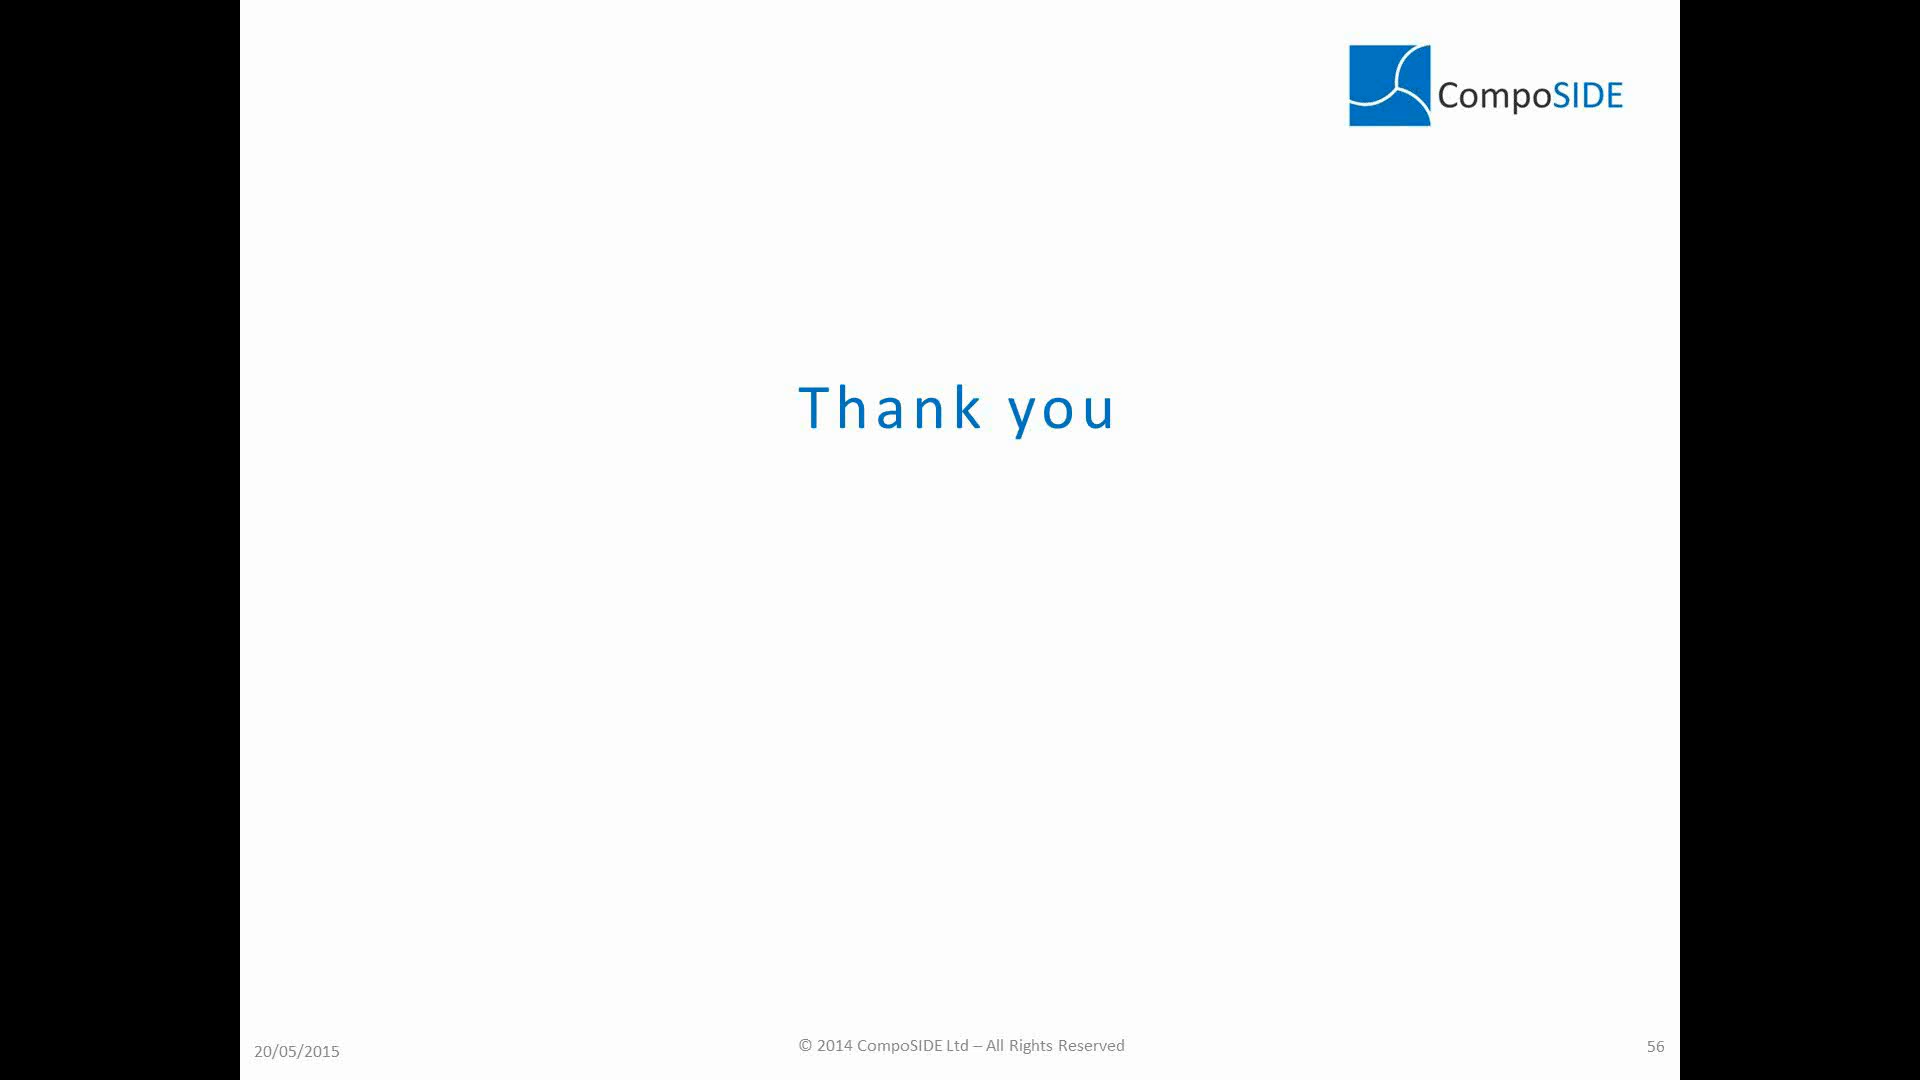 CompoSIDE
Thank you
20/05/2015
© 2014 CompoSIDE Ltd – All Rights Reserved
56